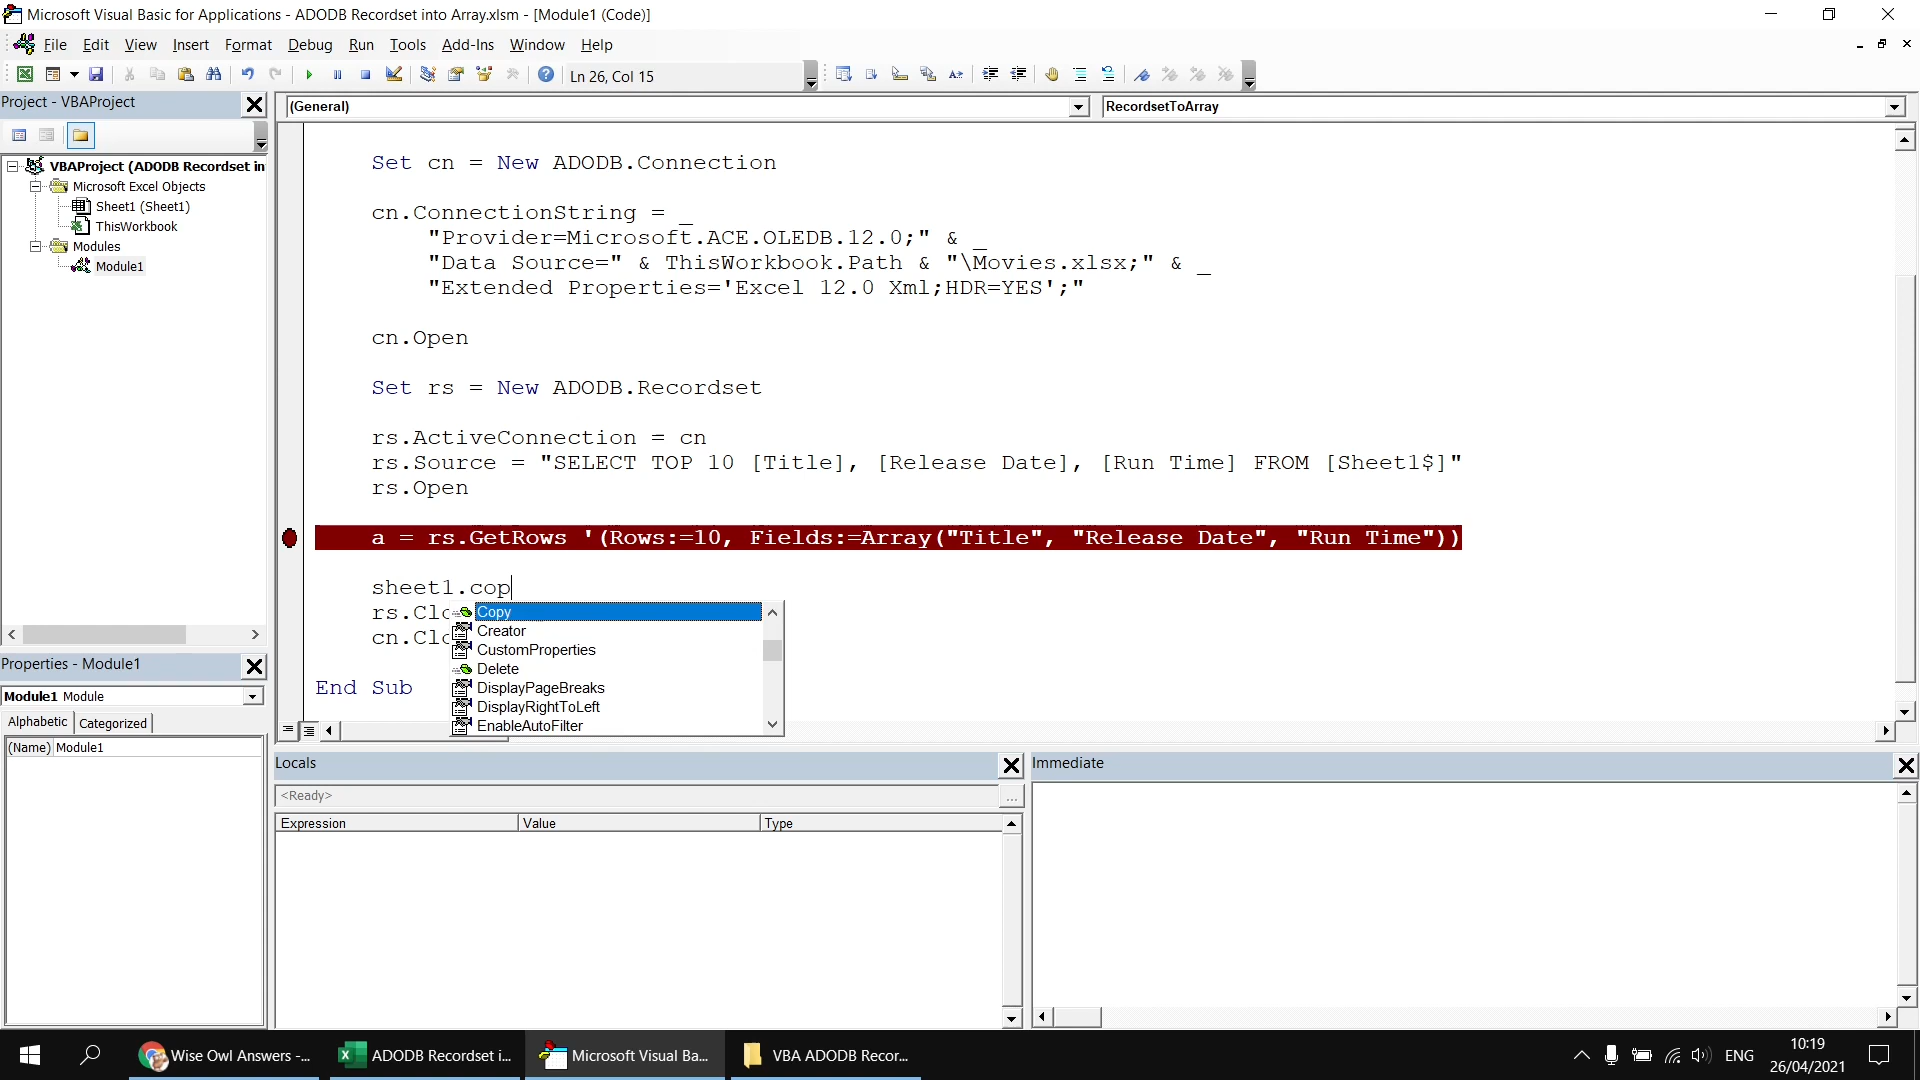 Microsoft Visual Basic for Applications - ADODB Recordset into Array.xlsm - [Module1 (Code)]
File Edit View Insert Format Debug Run Tools Add-Ins Window Help
Ln 26, Col 15
Project - VBAProject
(General)
RecordsetToArray
VBAProject (ADODB Recordset in
Microsoft Excel Objects
Sheet1 (Sheet1)
ThisWorkbook
Modules
Module1
Set cn = New ADODB.Connection
cn.ConnectionString = _
"Provider=Microsoft.ACE.OLEDB.12.0;" & _
"Data Source=" & ThisWorkbook.Path & "\Movies.xlsx;" & _
"Extended Properties='Excel 12.0 Xml;HDR=YES';"
cn.Open
Set rs = New ADODB.Recordset
rs.ActiveConnection = cn
rs.Source = "SELECT TOP 10 [Title], [Release Date], [Run Time] FROM [Sheet1$]"
rs.Open
a = rs.GetRows '(Rows:=10, Fields:=Array("Title", "Release Date", "Run Time"))
sheet1.cop
rs.Clo
cn.Clo
End Sub
Copy
Creator
CustomProperties
Delete
DisplayPageBreaks
DisplayRightToLeft
EnableAutoFilter
Properties - Module1
Module1 Module
Alphabetic Categorized
(Name) Module1
Locals
<Ready>
...
Expression Value Type
Immediate
Wise Owl Answers -...
ADODB Recordset i...
Microsoft Visual Ba...
VBA ADODB Recor...
ENG
10:19
26/04/2021